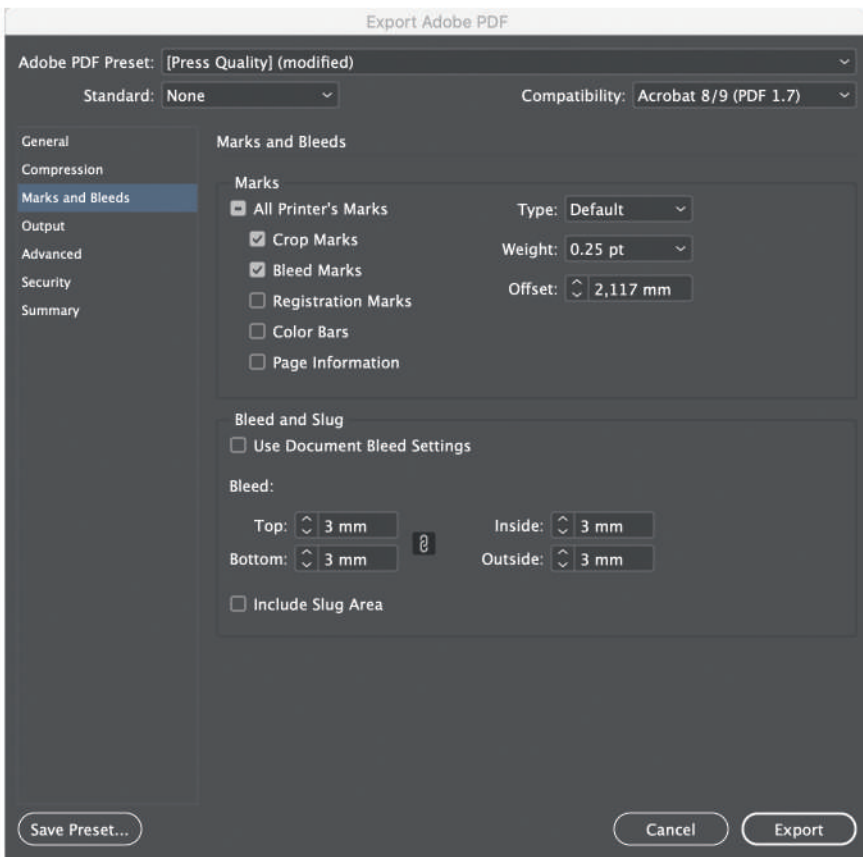 Export Adobe PDF
Adobe PDF Preset: [Press Quality] (modified)
Standard: None
Compatibility: Acrobat 8/9 (PDF 1.7)
General
Compression
Marks and Bleeds
Output
Advanced
Security
Summary
Marks and Bleeds
Marks
All Printer's Marks
Crop Marks
Bleed Marks
Registration Marks
Color Bars
Page Information
Type: Default
Weight: 0.25 pt
Offset: 2,117 mm
Bleed and Slug
Use Document Bleed Settings
Bleed:
Top: 3 mm
Bottom: 3 mm
Inside: 3 mm
Outside: 3 mm
Include Slug Area
Save Preset...
Cancel
Export